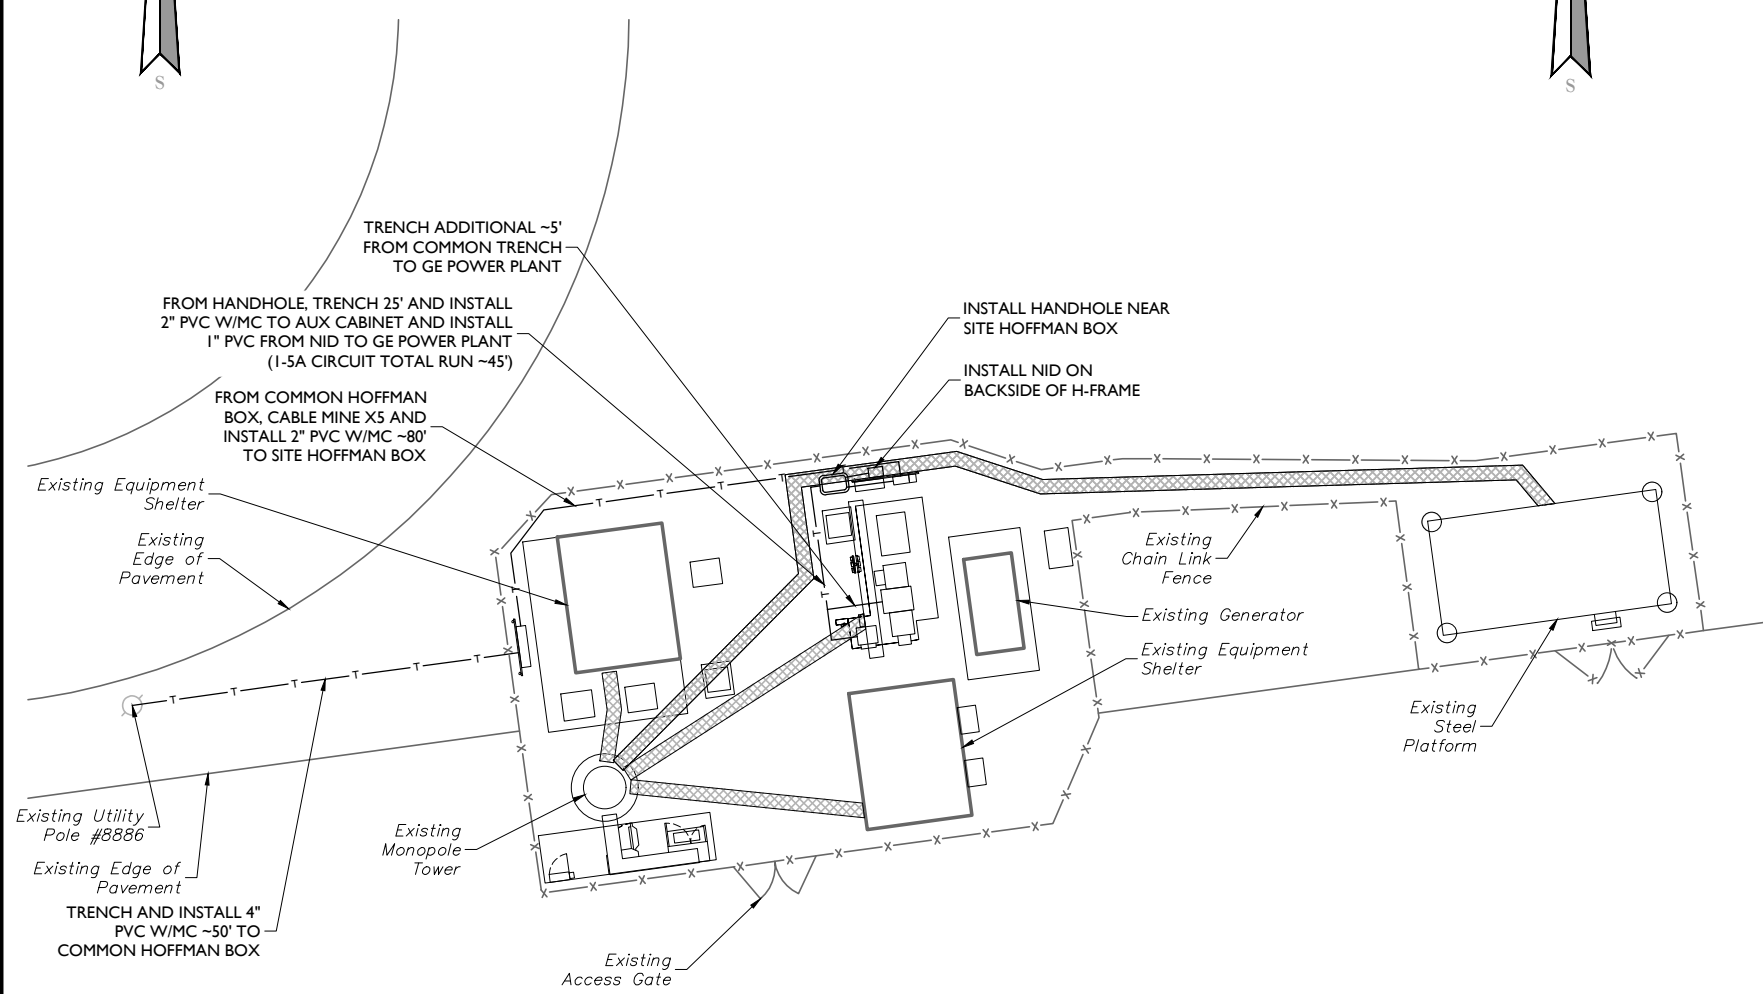 S
S
TRENCH ADDITIONAL ~5'
FROM COMMON TRENCH
TO GE POWER PLANT
FROM HANDHOLE, TRENCH 25' AND INSTALL
2" PVC W/MC TO AUX CABINET AND INSTALL
1" PVC FROM NID TO GE POWER PLANT
(1-5A CIRCUIT TOTAL RUN ~45')
INSTALL HANDHOLE NEAR
SITE HOFFMAN BOX
INSTALL NID ON
BACKSIDE OF H-FRAME
FROM COMMON HOFFMAN
BOX, CABLE MINE X5 AND
INSTALL 2" PVC W/MC ~80'
TO SITE HOFFMAN BOX
Existing Equipment
Shelter
Existing
Edge of
Pavement
Existing
Chain Link
Fence
Existing Generator
Existing Equipment
Shelter
Existing
Steel
Platform
Existing Utility
Pole #8886
Existing Edge of
Pavement
Existing
Monopole
Tower
TRENCH AND INSTALL 4"
PVC W/MC ~50' TO
COMMON HOFFMAN BOX
Existing
Access Gate